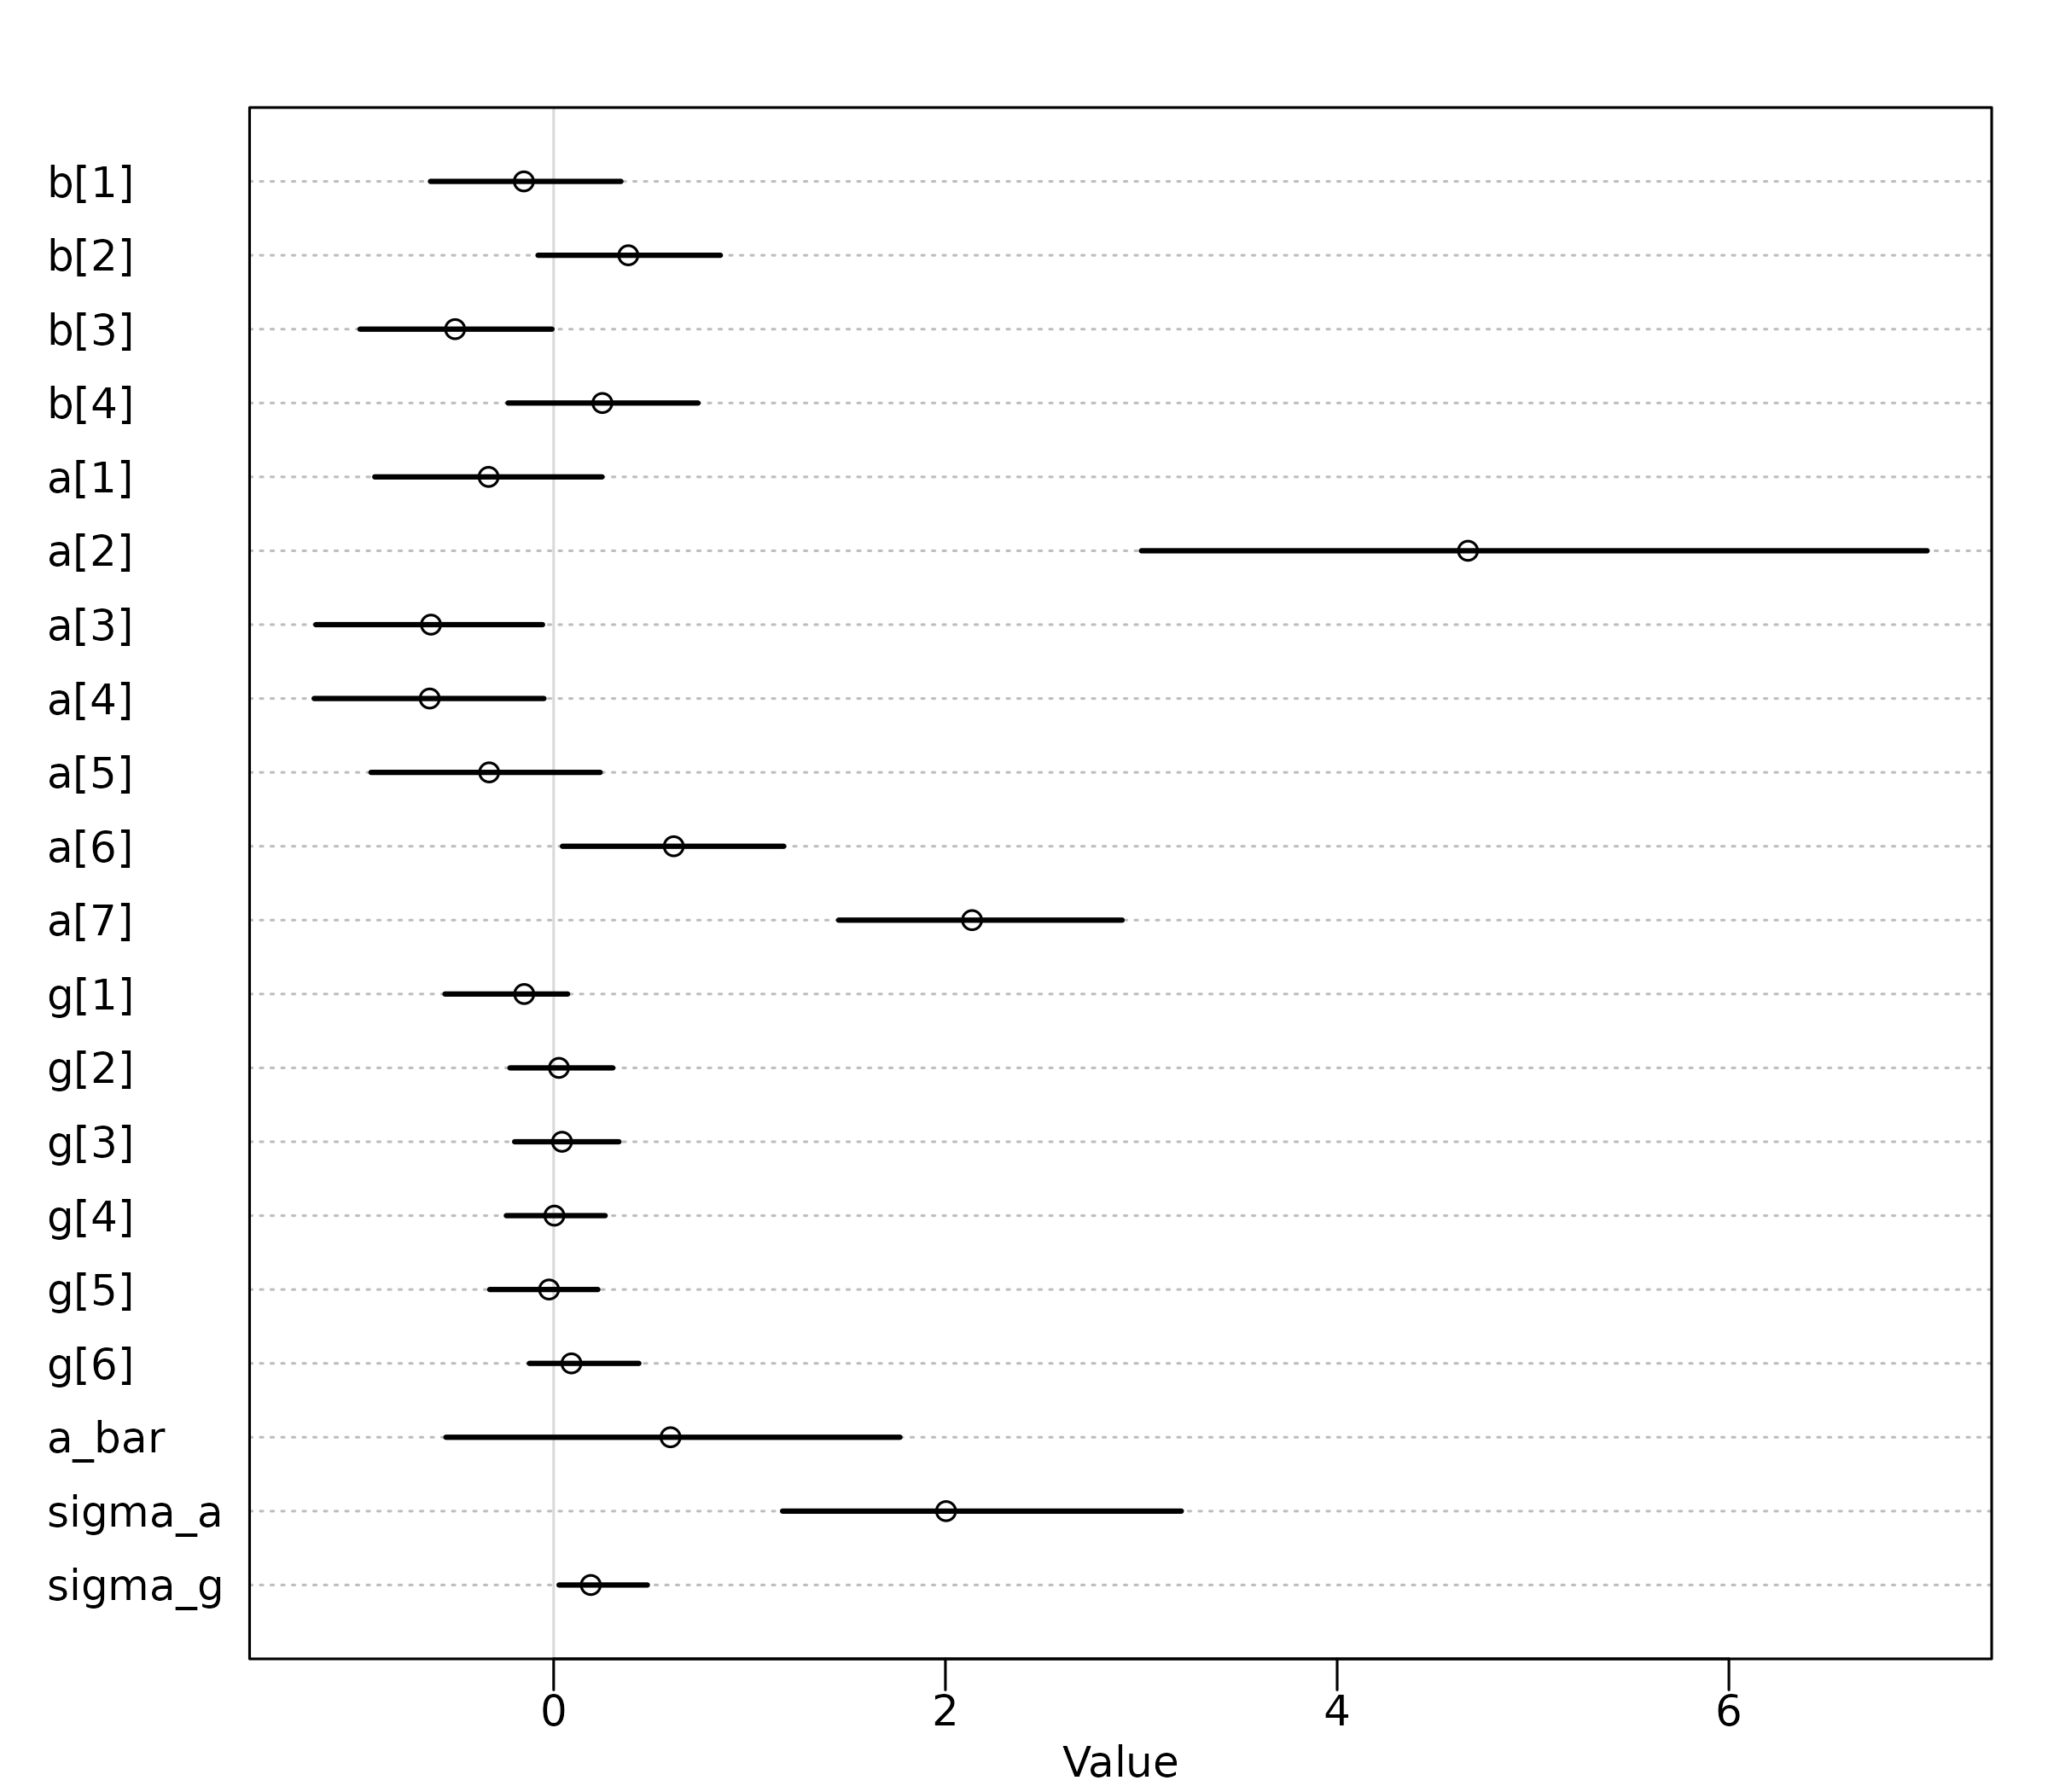 b[1]
b[2]
b[3]
b[4]
a[1]
a[2]
a[3]
a[4]
a[5]
a[6]
a[7]
g[1]
g[2]
g[3]
g[4]
g[5]
g[6]
a_bar
sigma_a
sigma_g
0 2 4 6
Value